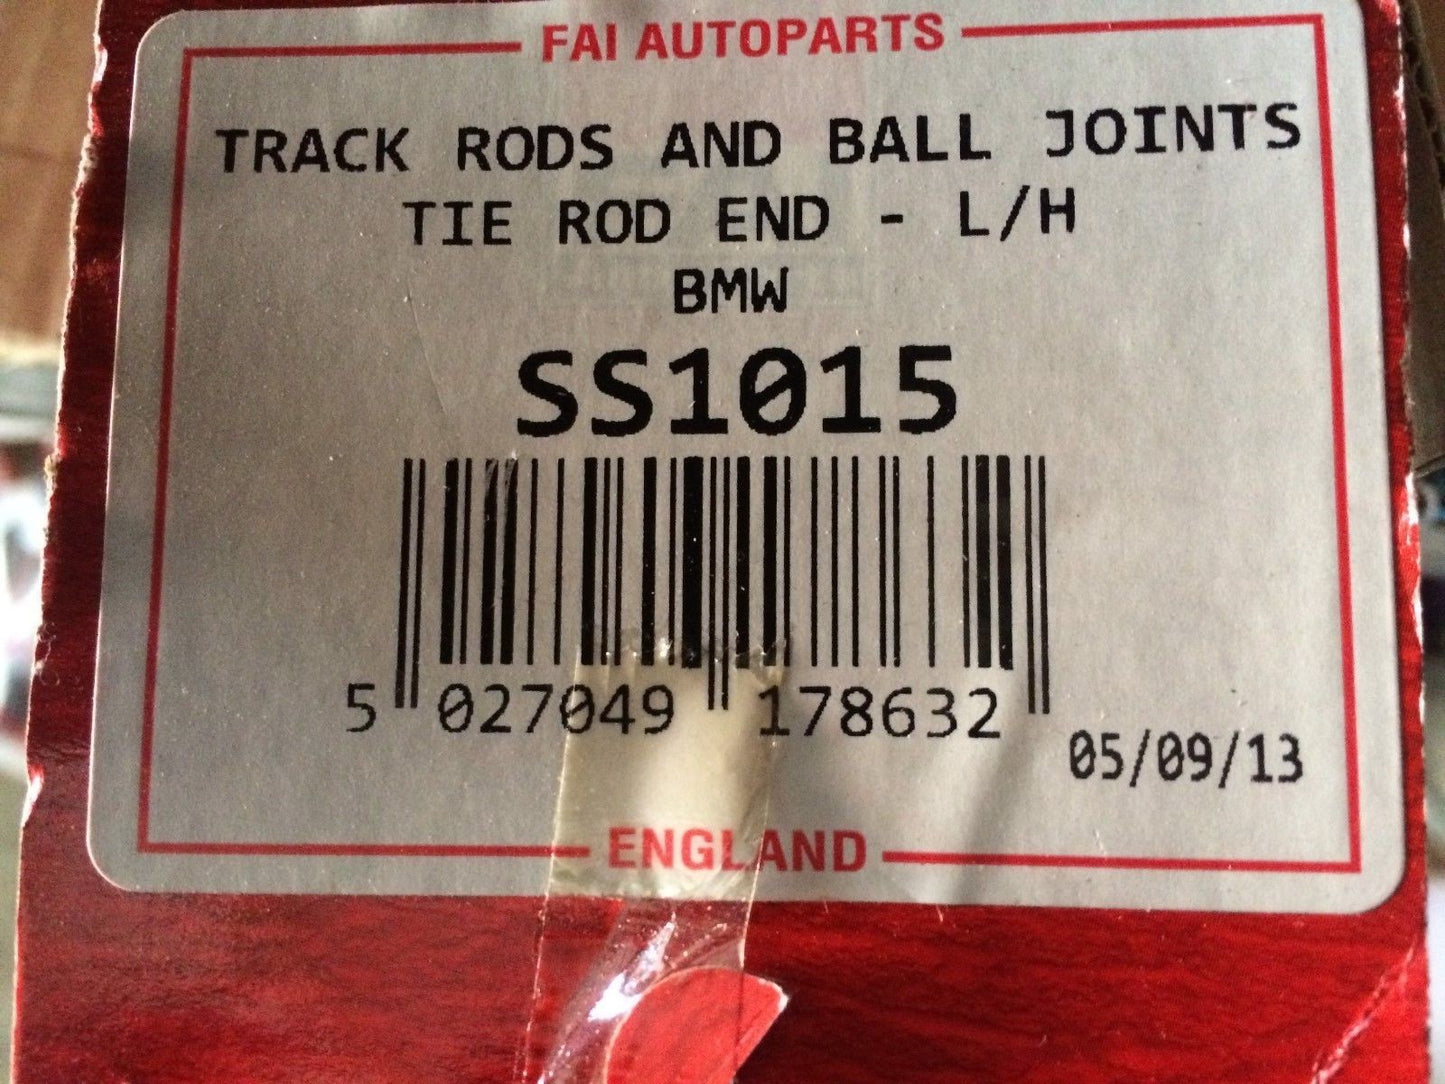 FAI AUTOPARTS
TRACK RODS AND BALL JOINTS
TIE ROD END - L/H
BMW
SS1015
5 027049 178632
05/09/13
ENGLAND